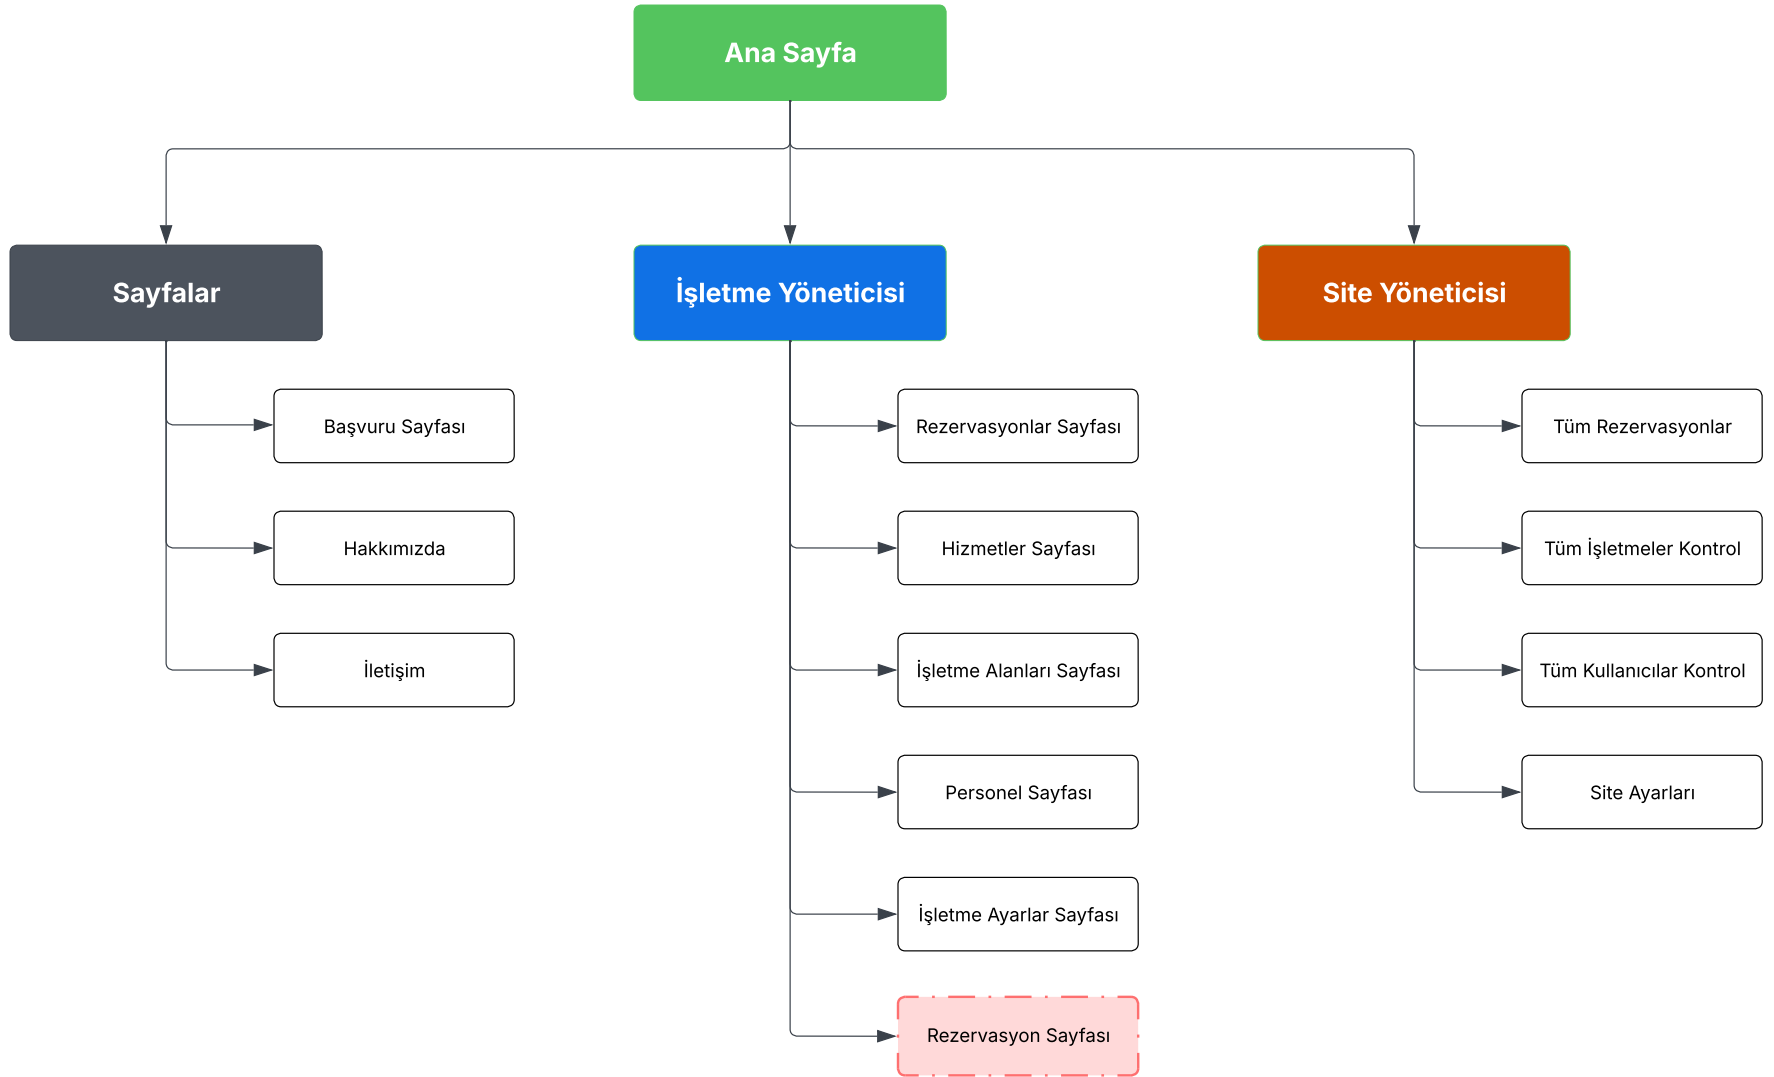 Ana Sayfa
Sayfalar
Başvuru Sayfası
Hakkımızda
İletişim
İşletme Yöneticisi
Rezervasyonlar Sayfası
Hizmetler Sayfası
İşletme Alanları Sayfası
Personel Sayfası
İşletme Ayarlar Sayfası
Rezervasyon Sayfası
Site Yöneticisi
Tüm Rezervasyonlar
Tüm İşletmeler Kontrol
Tüm Kullanıcılar Kontrol
Site Ayarları